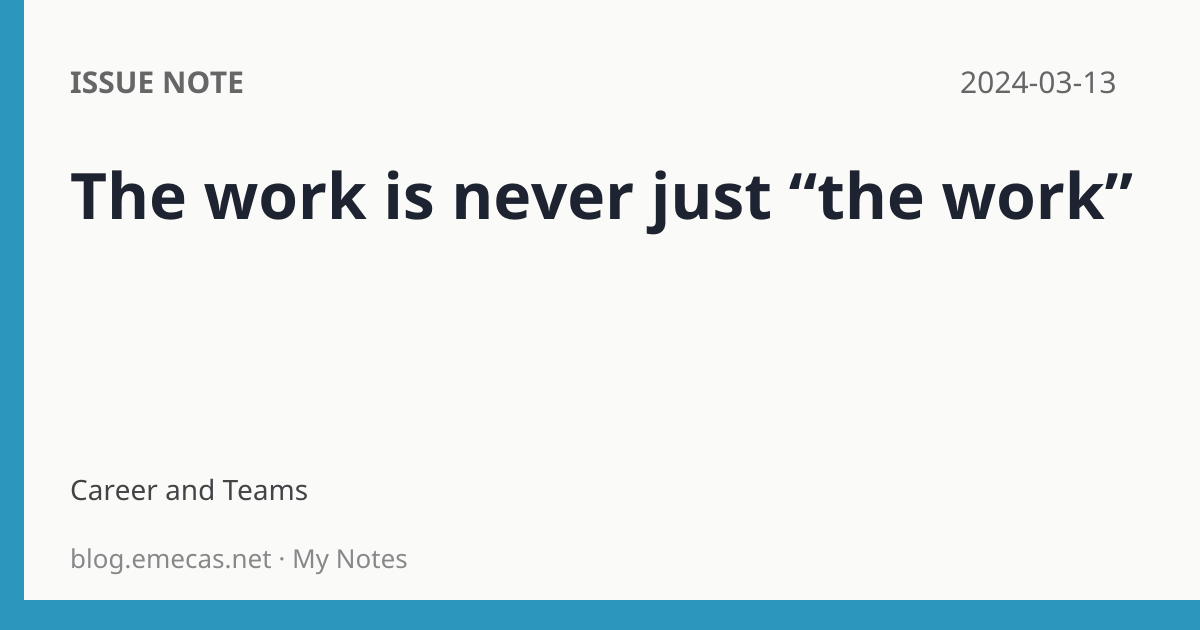 ISSUE NOTE
2024-03-13
The work is never just “the work”
Career and Teams
blog.emecas.net · My Notes